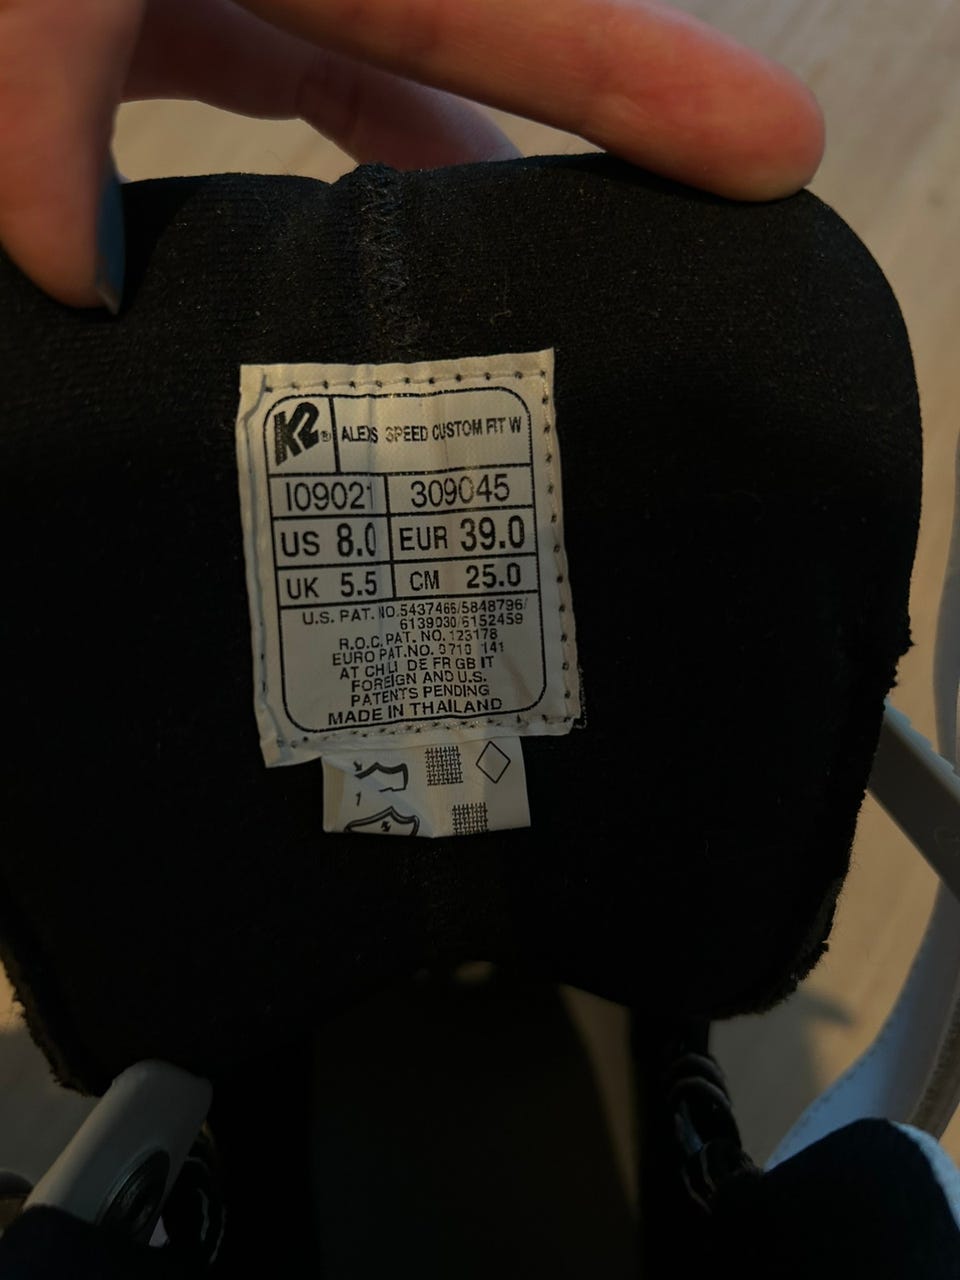 K2® ALEXIS SPEED CUSTOM FIT W
I09021 309045
US 8.0 EUR 39.0
UK 5.5 CM 25.0
U.S. PAT. NO.5437466/5848796/
6139030/6152459
R.O.C. PAT. NO. 123178
EURO PAT.NO. 0710 141
AT CH LI DE FR GB IT
FOREIGN AND U.S.
PATENTS PENDING
MADE IN THAILAND
1